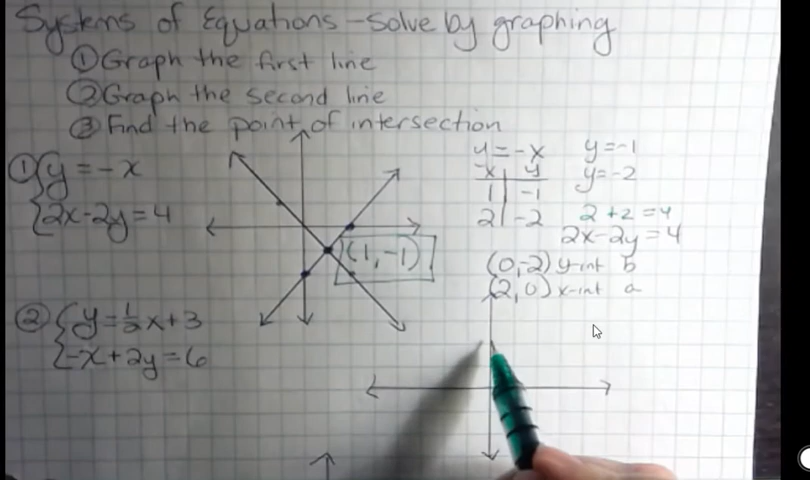 Systems of Equations - Solve by graphing
① Graph the first line
② Graph the second line
③ Find the point of intersection
① {y = -x
{2x-2y=4
(1,-1)
y = -x
x | y
1 | -1
2 | -2
y=-1
y=-2
2+2=4
2x-2y=4
(0,-2) y-int b
(2,0) x-int a
② {y=1/2x+3
{-x+2y=6